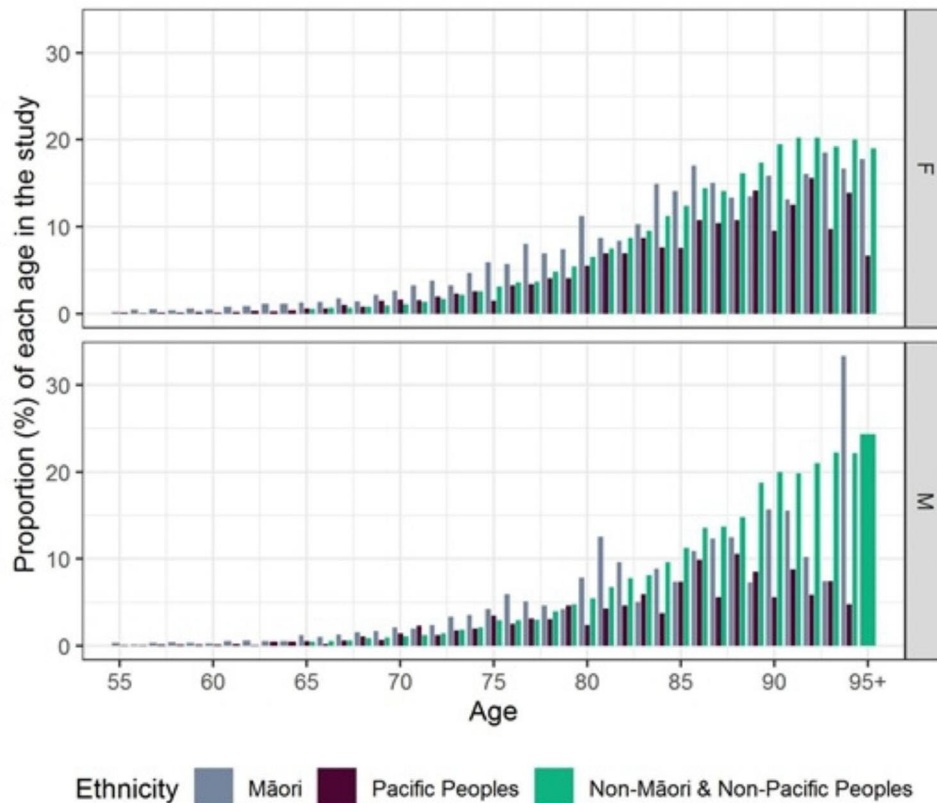 Proportion (%) of each age in the study
30
20
10
0
F
30
20
10
0
M
55 60 65 70 75 80 85 90 95+
Age
Ethnicity Māori Pacific Peoples Non-Māori & Non-Pacific Peoples